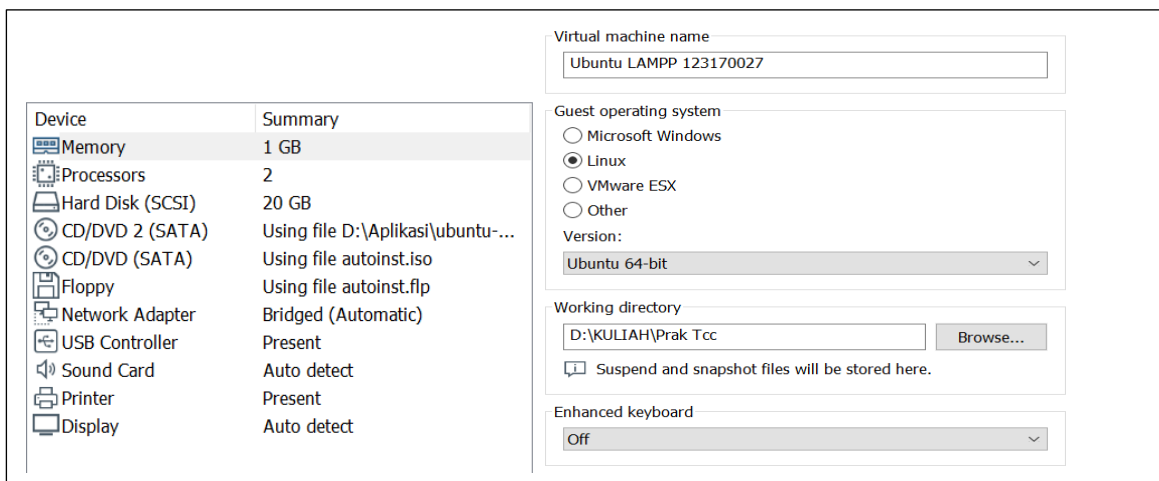 Device Summary
Memory 1 GB
Processors 2
Hard Disk (SCSI) 20 GB
CD/DVD 2 (SATA) Using file D:\Aplikasi\ubuntu-...
CD/DVD (SATA) Using file autoinst.iso
Floppy Using file autoinst.flp
Network Adapter Bridged (Automatic)
USB Controller Present
Sound Card Auto detect
Printer Present
Display Auto detect
Virtual machine name
Ubuntu LAMPP 123170027
Guest operating system
Microsoft Windows
Linux
VMware ESX
Other
Version:
Ubuntu 64-bit
Working directory
D:\KULIAH\Prak Tcc
Browse...
Suspend and snapshot files will be stored here.
Enhanced keyboard
Off